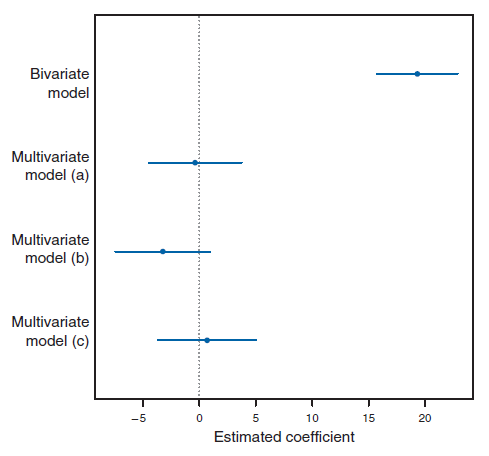 Bivariate
model
Multivariate
model (a)
Multivariate
model (b)
Multivariate
model (c)
−5 0 5 10 15 20
Estimated coefficient